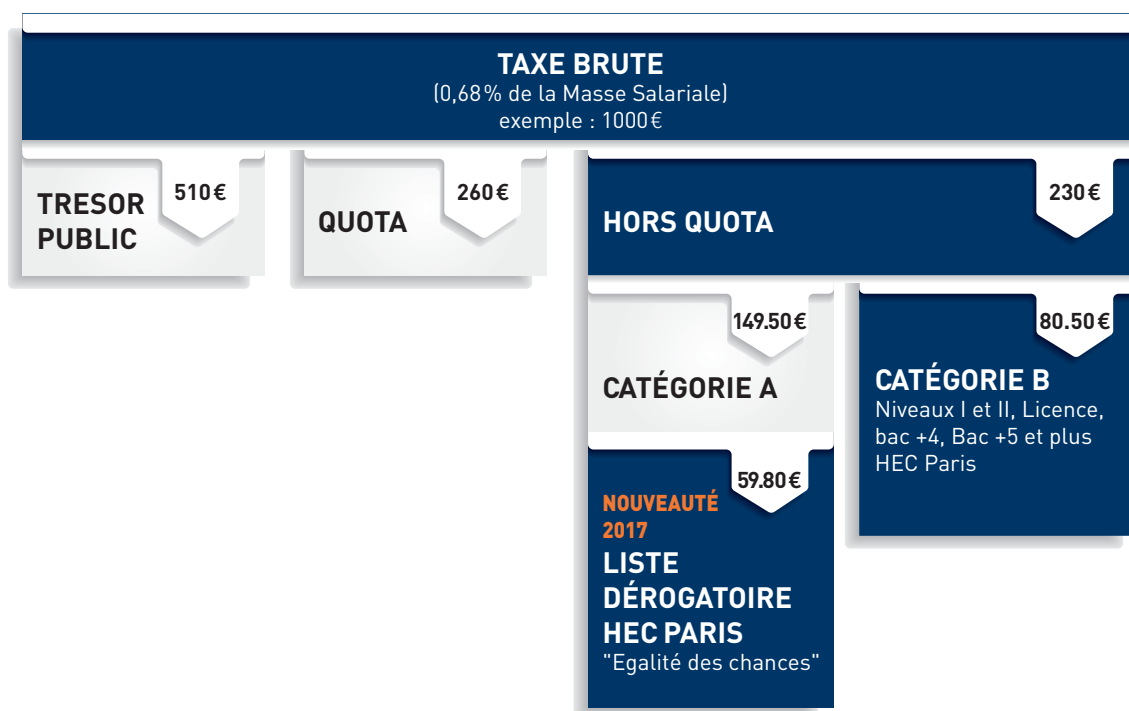 TAXE BRUTE
(0,68% de la Masse Salariale)
exemple : 1000€
TRESOR
PUBLIC
510€
QUOTA
260€
HORS QUOTA
230€
149.50€
CATÉGORIE A
80.50€
CATÉGORIE B
Niveaux I et II, Licence,
bac +4, Bac +5 et plus
HEC Paris
59.80€
NOUVEAUTÉ
2017
LISTE
DÉROGATOIRE
HEC PARIS
"Egalité des chances"